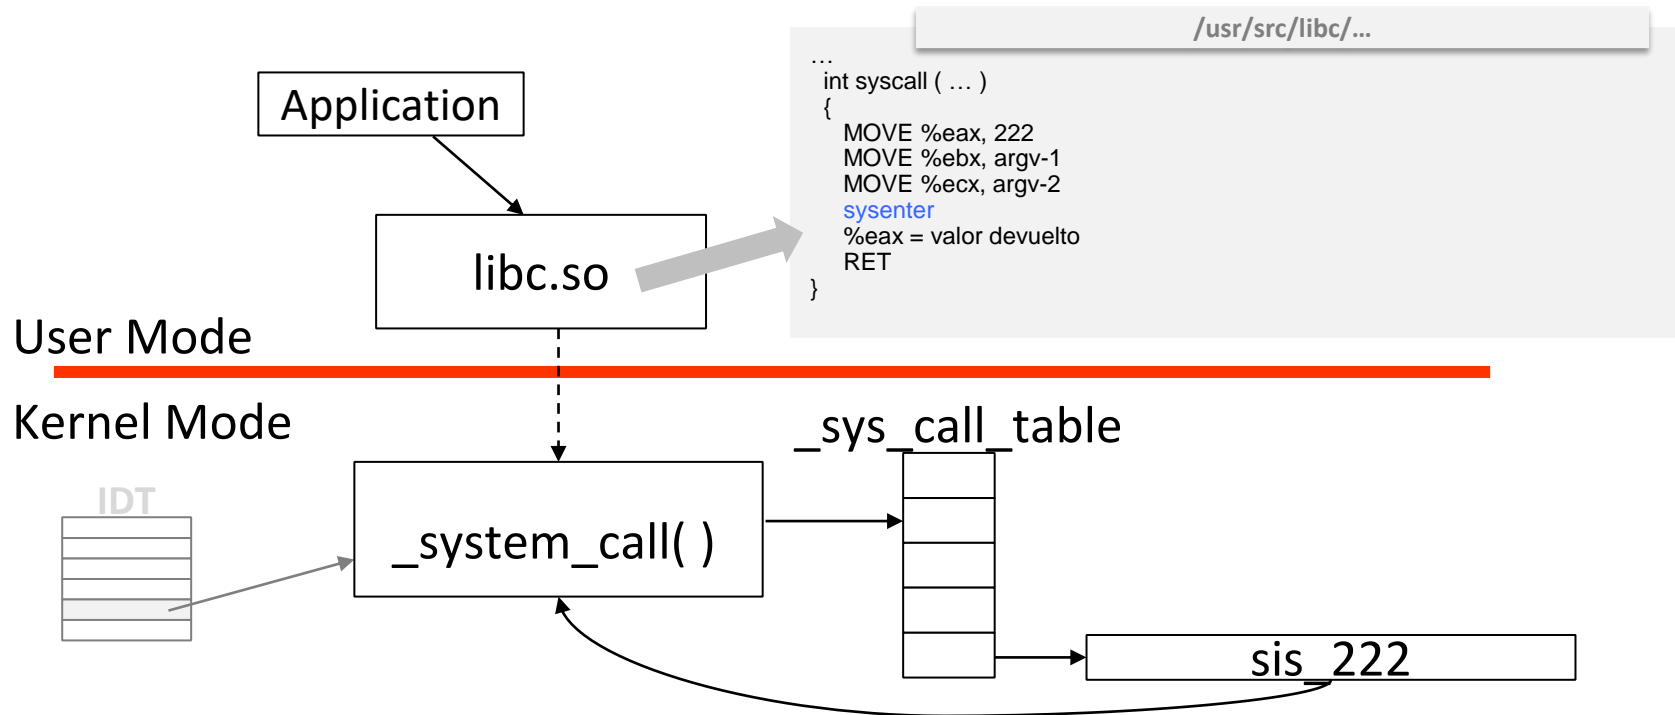 /usr/src/libc/…
…
int syscall ( … )
{
MOVE %eax, 222
MOVE %ebx, argv-1
MOVE %ecx, argv-2
sysenter
%eax = valor devuelto
RET
}
Application
libc.so
User Mode
Kernel Mode
_sys_call_table
IDT
_system_call( )
sis_222